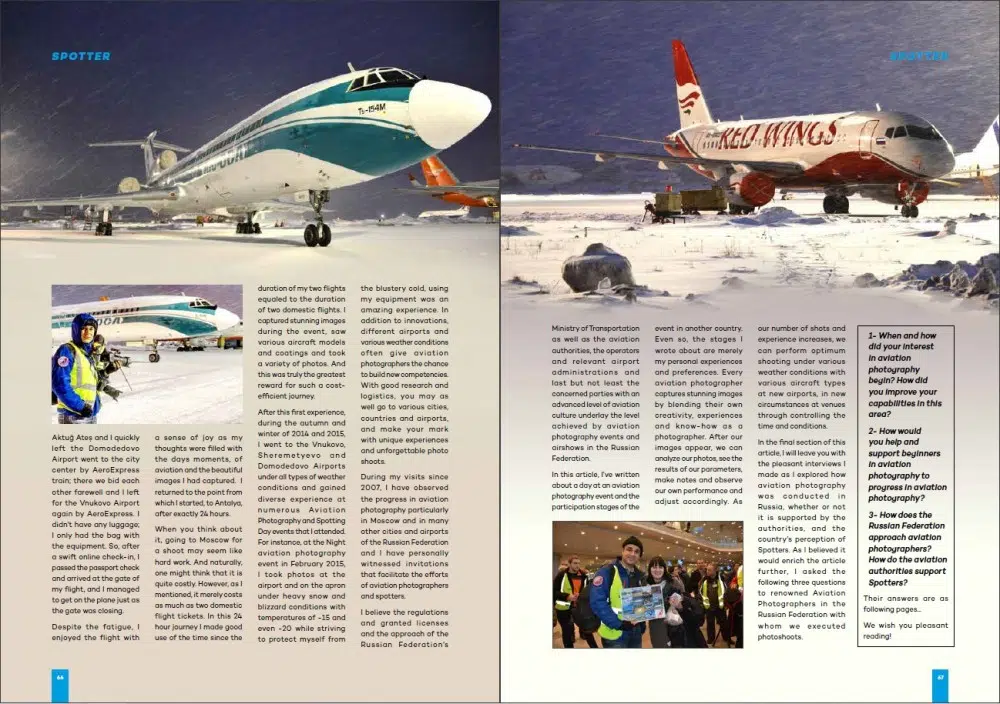 SPOTTER
Tu-154M
Aktuğ Ateş and I quickly
left the Domodedovo
Airport went to the city
center by AeroExpress
train; there we bid each
other farewell and I left
for the Vnukovo Airport
again by AeroExpress. I
didn't have any luggage;
I only had the bag with
the equipment. So, after
a swift online check-in, I
passed the passport check
and arrived at the gate of
my flight, and I managed
to get on the plane just as
the gate was closing.
Despite the fatigue, I
enjoyed the flight with
a sense of joy as my
thoughts were filled with
the days moments, of
aviation and the beautiful
images I had captured. I
returned to the point from
which I started, to Antalya,
after exactly 24 hours.
When you think about
it, going to Moscow for
a shoot may seem like
hard work. And naturally,
one might think that it is
quite costly. However, as I
mentioned, it merely costs
as much as two domestic
flight tickets. In this 24
hour journey I made good
use of the time since the
duration of my two flights
equaled to the duration
of two domestic flights. I
captured stunning images
during the event, saw
various aircraft models
and coatings and took
a variety of photos. And
this was truly the greatest
reward for such a cost-
efficient journey.
After this first experience,
during the autumn and
winter of 2014 and 2015,
I went to the Vnukovo,
Sheremetyevo and
Domodedovo Airports
under all types of weather
conditions and gained
diverse experience at
numerous Aviation
Photography and Spotting
Day events that I attended.
For instance, at the Night
aviation photography
event in February 2015,
I took photos at the
airport and on the apron
under heavy snow and
blizzard conditions with
temperatures of -15 and
even -20 while striving
to protect myself from
the blustery cold, using
my equipment was an
amazing experience. In
addition to innovations,
different airports and
various weather conditions
often give aviation
photographers the chance
to build new competencies.
With good research and
logistics, you may as
well go to various cities,
countries and airports,
and make your mark
with unique experiences
and unforgettable photo
shoots.
During my visits since
2007, I have observed
the progress in aviation
photography particularly
in Moscow and in many
other cities and airports
of the Russian Federation
and I have personally
witnessed invitations
that facilitate the efforts
of aviation photographers
and spotters.
I believe the regulations
and granted licenses
and the approach of the
Russian Federation's
66
SPOTTER
RED WINGS
Ministry of Transportation
as well as the aviation
authorities, the operators
and relevant airport
administrations and
last but not least the
concerned parties with an
advanced level of aviation
culture underlay the level
achieved by aviation
photography events and
airshows in the Russian
Federation.
In this article, I've written
about a day at an aviation
photography event and the
participation stages of the
event in another country.
Even so, the stages I
wrote about are merely
my personal experiences
and preferences. Every
aviation photographer
captures stunning images
by blending their own
creativity, experiences
and know-how as a
photographer. After our
images appear, we can
analyze our photos, see the
results of our parameters,
make notes and observe
our own performance and
adjust accordingly. As
our number of shots and
experience increases, we
can perform optimum
shooting under various
weather conditions with
various aircraft types
at new airports, in new
circumstances at venues
through controlling the
time and conditions.
In the final section of this
article, I will leave you with
the pleasant interviews I
made as I explored how
aviation photography
was conducted in
Russia, whether or not
it is supported by the
authorities, and the
country's perception of
Spotters. As I believed it
would enrich the article
further, I asked the
following three questions
to renowned Aviation
Photographers in the
Russian Federation with
whom we executed
photoshoots.
1- When and how
did your interest
in aviation
photography
begin? How did
you improve your
capabilities in this
area?
2- How would
you help and
support beginners
in aviation
photography to
progress in aviation
photography?
3- How does the
Russian Federation
approach aviation
photographers?
How do the aviation
authorities support
Spotters?
Their answers are as
following pages...
We wish you pleasant
reading!
67